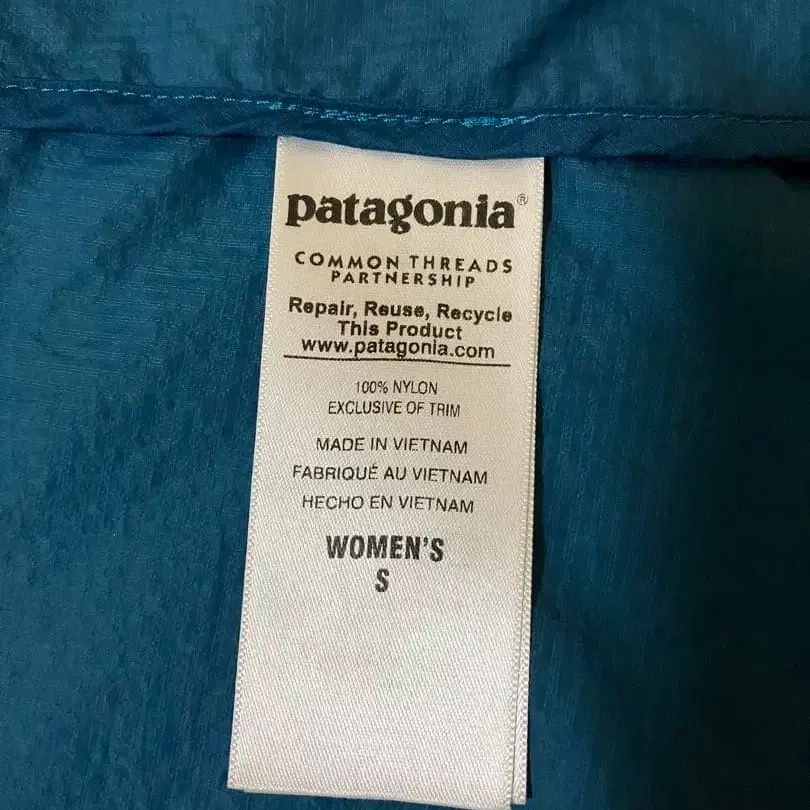 patagonia®
COMMON THREADS
PARTNERSHIP
Repair, Reuse, Recycle
This Product
www.patagonia.com
100% NYLON
EXCLUSIVE OF TRIM
MADE IN VIETNAM
FABRIQUÉ AU VIETNAM
HECHO EN VIETNAM
WOMEN'S
S